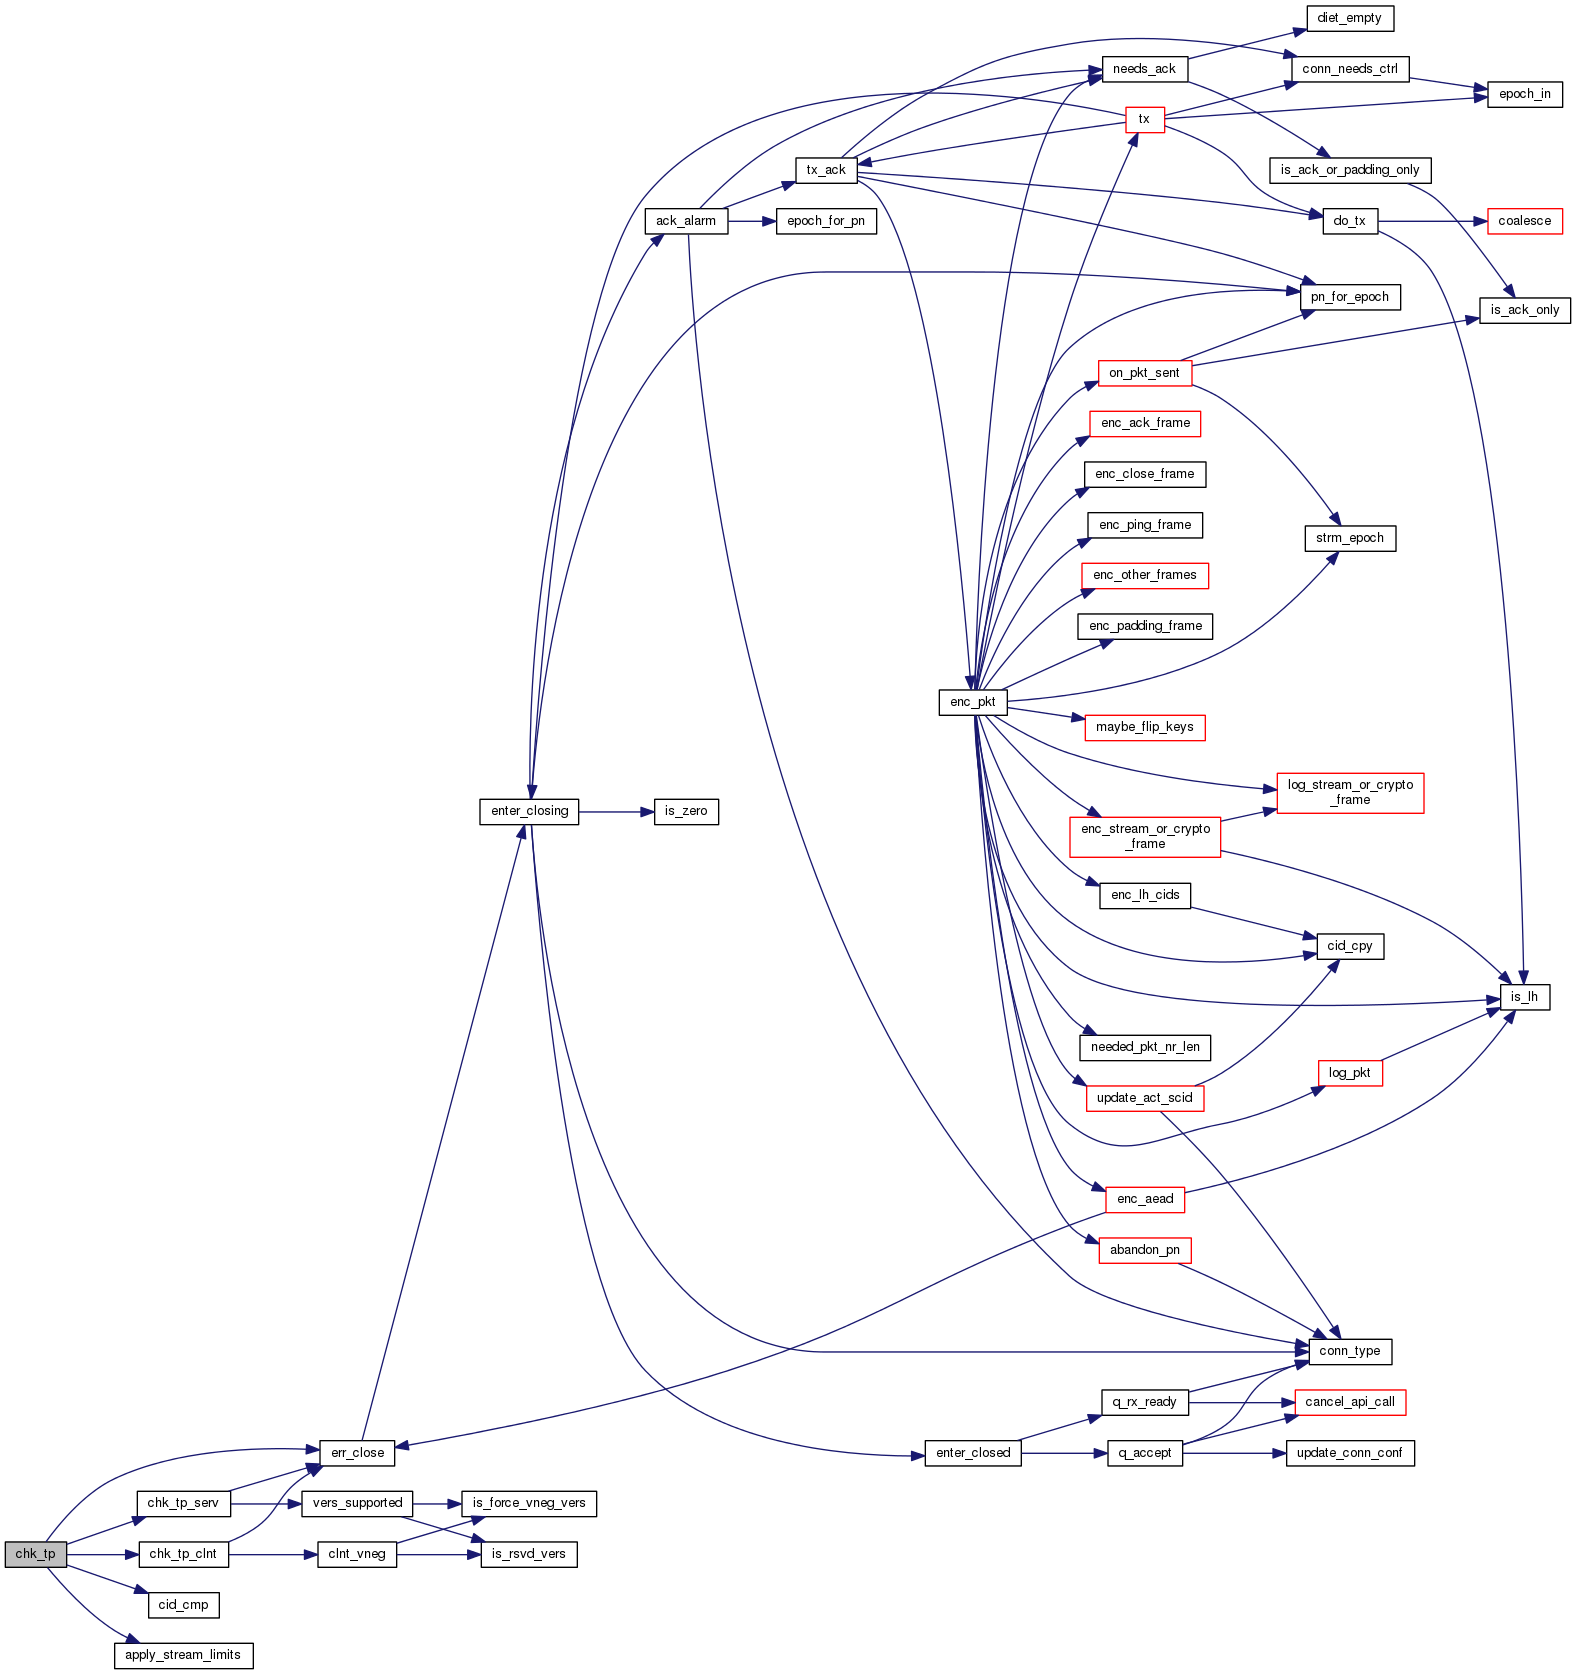 diet_empty
needs_ack
conn_needs_ctrl
epoch_in
tx
tx_ack
is_ack_or_padding_only
ack_alarm
epoch_for_pn
do_tx
coalesce
pn_for_epoch
is_ack_only
on_pkt_sent
enc_ack_frame
enc_close_frame
enc_ping_frame
strm_epoch
enc_other_frames
enc_padding_frame
enc_pkt
maybe_flip_keys
log_stream_or_crypto
_frame
enter_closing
is_zero
enc_stream_or_crypto
_frame
enc_lh_cids
cid_cpy
is_lh
needed_pkt_nr_len
log_pkt
update_act_scid
enc_aead
abandon_pn
conn_type
q_rx_ready
cancel_api_call
err_close
enter_closed
q_accept
update_conn_conf
chk_tp_serv
vers_supported
is_force_vneg_vers
chk_tp
chk_tp_clnt
clnt_vneg
is_rsvd_vers
cid_cmp
apply_stream_limits